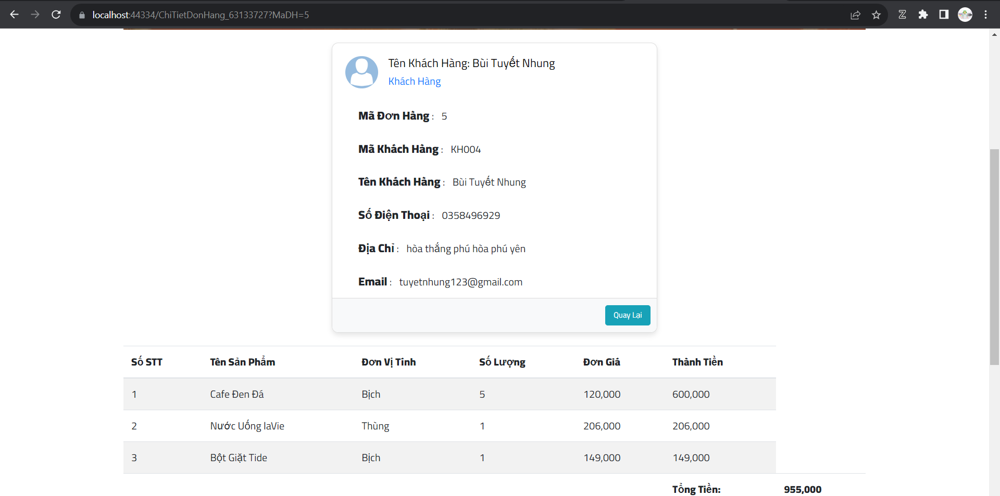 localhost:44334/ChiTietDonHang_63133727?MaDH=5
Tên Khách Hàng: Bùi Tuyết Nhung
Khách Hàng
Mã Đơn Hàng : 5
Mã Khách Hàng : KH004
Tên Khách Hàng : Bùi Tuyết Nhung
Số Điện Thoại : 0358496929
Địa Chỉ : hòa thắng phú hòa phú yên
Email : tuyetnhung123@gmail.com
Quay Lại
Số STT Tên Sản Phẩm Đơn Vị Tính Số Lượng Đơn Giá Thành Tiền
1 Cafe Đen Đá Bịch 5 120,000 600,000
2 Nước Uống laVie Thùng 1 206,000 206,000
3 Bột Giặt Tide Bịch 1 149,000 149,000
Tổng Tiền: 955,000